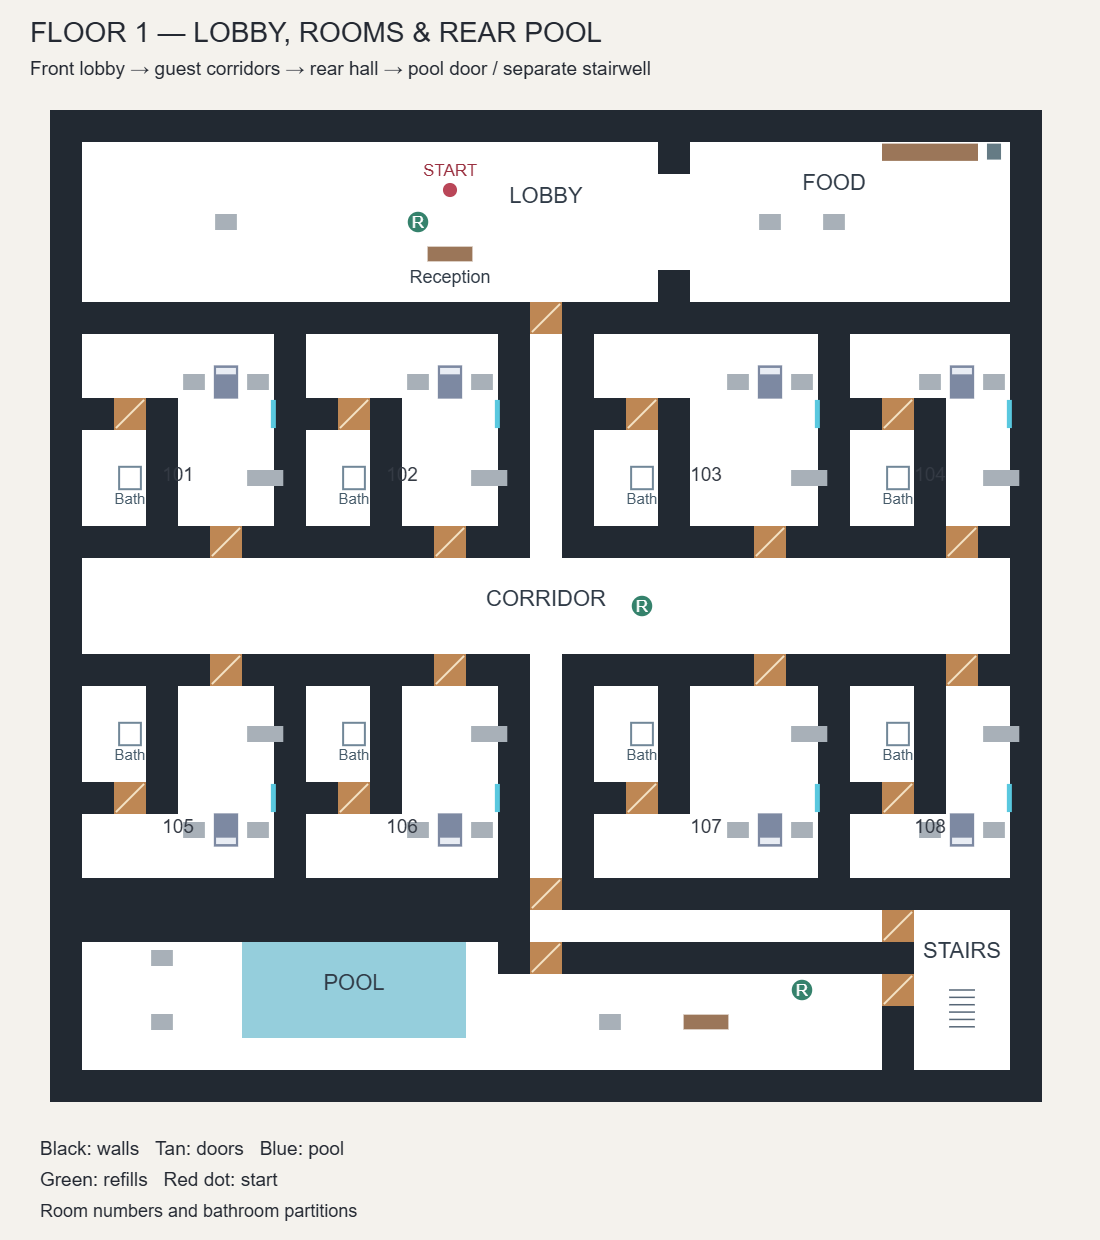 FLOOR 1 — LOBBY, ROOMS & REAR POOL
Front lobby → guest corridors → rear hall → pool door / separate stairwell
START
LOBBY
FOOD
R
Reception
101
102
103
104
Bath
Bath
Bath
Bath
CORRIDOR
R
Bath
Bath
Bath
Bath
105
106
107
108
STAIRS
POOL
R
Black: walls Tan: doors Blue: pool
Green: refills Red dot: start
Room numbers and bathroom partitions